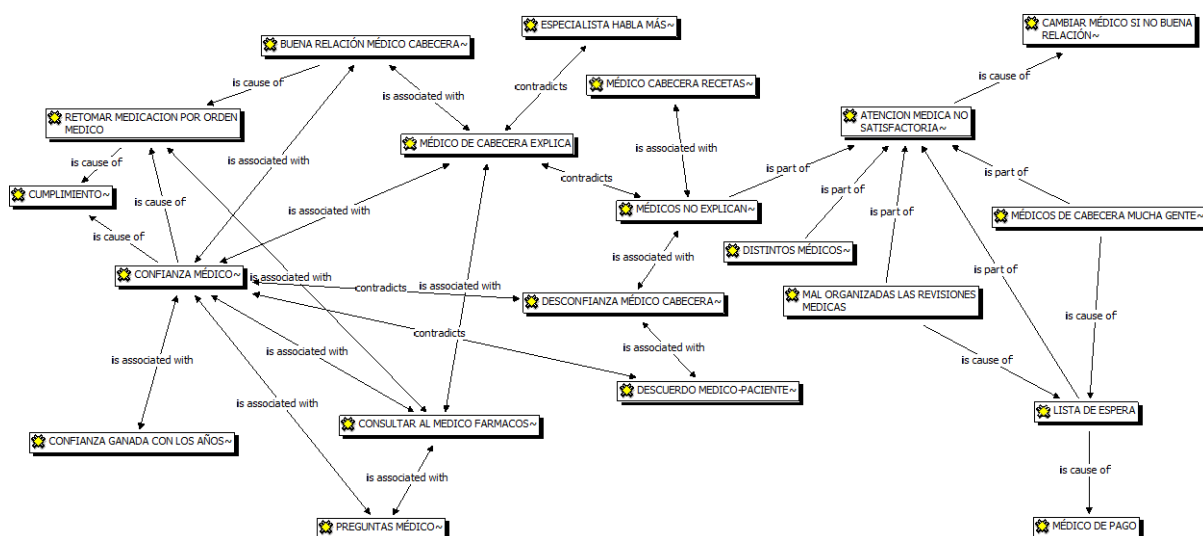 ESPECIALISTA HABLA MÁS~
CAMBIAR MÉDICO SI NO BUENA
RELACIÓN~
BUENA RELACIÓN MÉDICO CABECERA~
is cause of
is associated with
contradicts
MÉDICO CABECERA RECETAS~
is cause of
RETOMAR MEDICACION POR ORDEN
MEDICO
ATENCION MEDICA NO
SATISFACTORIA~
MÉDICO DE CABECERA EXPLICA
is cause of
is associated with
is associated with
is part of
is part of
CUMPLIMIENTO~
is cause of
contradicts
is part of
is associated with
MÉDICOS NO EXPLICAN~
is part of
MÉDICOS DE CABECERA MUCHA GENTE~
is cause of
DISTINTOS MÉDICOS~
is associated with
CONFIANZA MÉDICO~
is associated with
contradicts
is associated with
is part of
MAL ORGANIZADAS LAS REVISIONES
MEDICAS
DESCONFIANZA MÉDICO CABECERA~
is cause of
contradicts
is associated with
is associated with
is associated with
is cause of
DESCUERDO MEDICO-PACIENTE~
is associated with
LISTA DE ESPERA
CONSULTAR AL MEDICO FARMACOS~
CONFIANZA GANADA CON LOS AÑOS~
is associated with
is cause of
PREGUNTAS MÉDICO~
MÉDICO DE PAGO